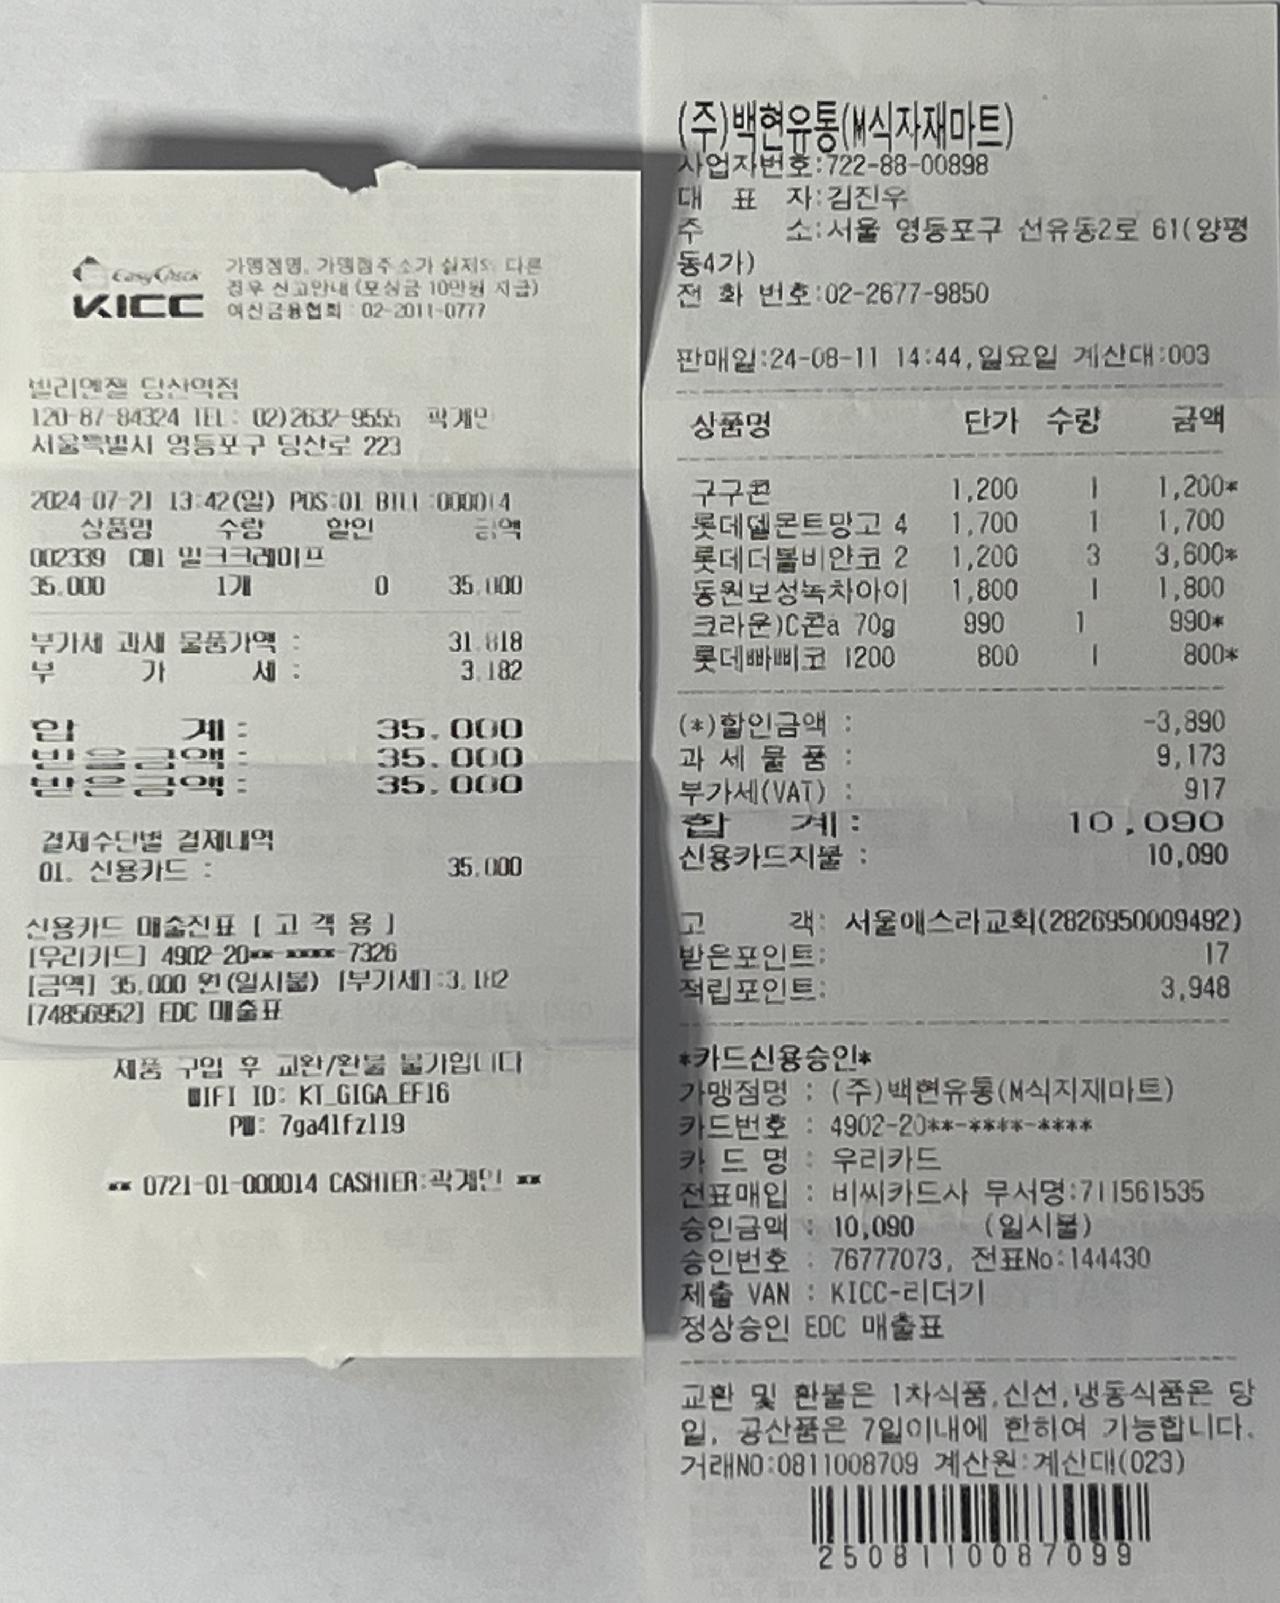 EasyCheck
KICC
가맹점명, 가맹점주소가 실제와 다른
경우 신고안내 (포상금 10만원 지급)
여신금융협회 : 02-2011-0777
빌리엔젤 당산역점
120-87-84324 TEL: 02)2632-9555 곽계민
서울특별시 영등포구 당산로 223
2024-07-21 13:42(일) POS:01 BILL:000014
상품명 수량 할인 금액
002339 CW1 밀크크레이프
35,000 1개 0 35,000
부가세 과세 물품가액 : 31,818
부 가 세 : 3,182
합 계 : 35,000
받을금액 : 35,000
받은금액 : 35,000
결제수단별 결제내역
01. 신용카드 : 35,000
신용카드 매출전표 [ 고 객 용 ]
[우리카드] 4902-20**-****-7326
[금액] 35,000 원(일시불) [부가세]:3,182
[74856952] EDC 매출표
제품 구입 후 교환/환불 불가입니다
WIFI ID: KT_GIGA_EF16
PW: 7ga41fz119
** 0721-01-000014 CASHIER:곽계민 **
(주)백현유통(M식자재마트)
사업자번호:722-88-00898
대 표 자:김진우
주 소:서울 영등포구 선유동2로 61(양평
동4가)
전 화 번호:02-2677-9850
판매일:24-08-11 14:44,일요일 계산대:003
상품명 단가 수량 금액
구구콘 1,200 1 1,200*
롯데델몬트망고 4 1,700 1 1,700
롯데더볼비안코 2 1,200 3 3,600*
동원보성녹차아이 1,800 1 1,800
크라운)C콘a 70g 990 1 990*
롯데빠삐코 1200 800 1 800*
(*)할인금액 : -3,890
과 세 물 품 : 9,173
부가세(VAT) : 917
합 계 : 10,090
신용카드지불 : 10,090
고 객: 서울애스라교회(2826950009492)
받은포인트: 17
적립포인트: 3,948
*카드신용승인*
가맹점명 : (주)백현유통(M식지재마트)
카드번호 : 4902-20**-****-****
카 드 명 : 우리카드
전표매입 : 비씨카드사 무서명:711561535
승인금액 : 10,090 (일시불)
승인번호 : 76777073, 전표No:144430
제출 VAN : KICC-리더기
정상승인 EDC 매출표
교환 및 환불은 1차식품,신선,냉동식품은 당
일, 공산품은 7일이내에 한하여 가능합니다.
거래NO:0811008709 계산원:계산대(023)
2508110087099